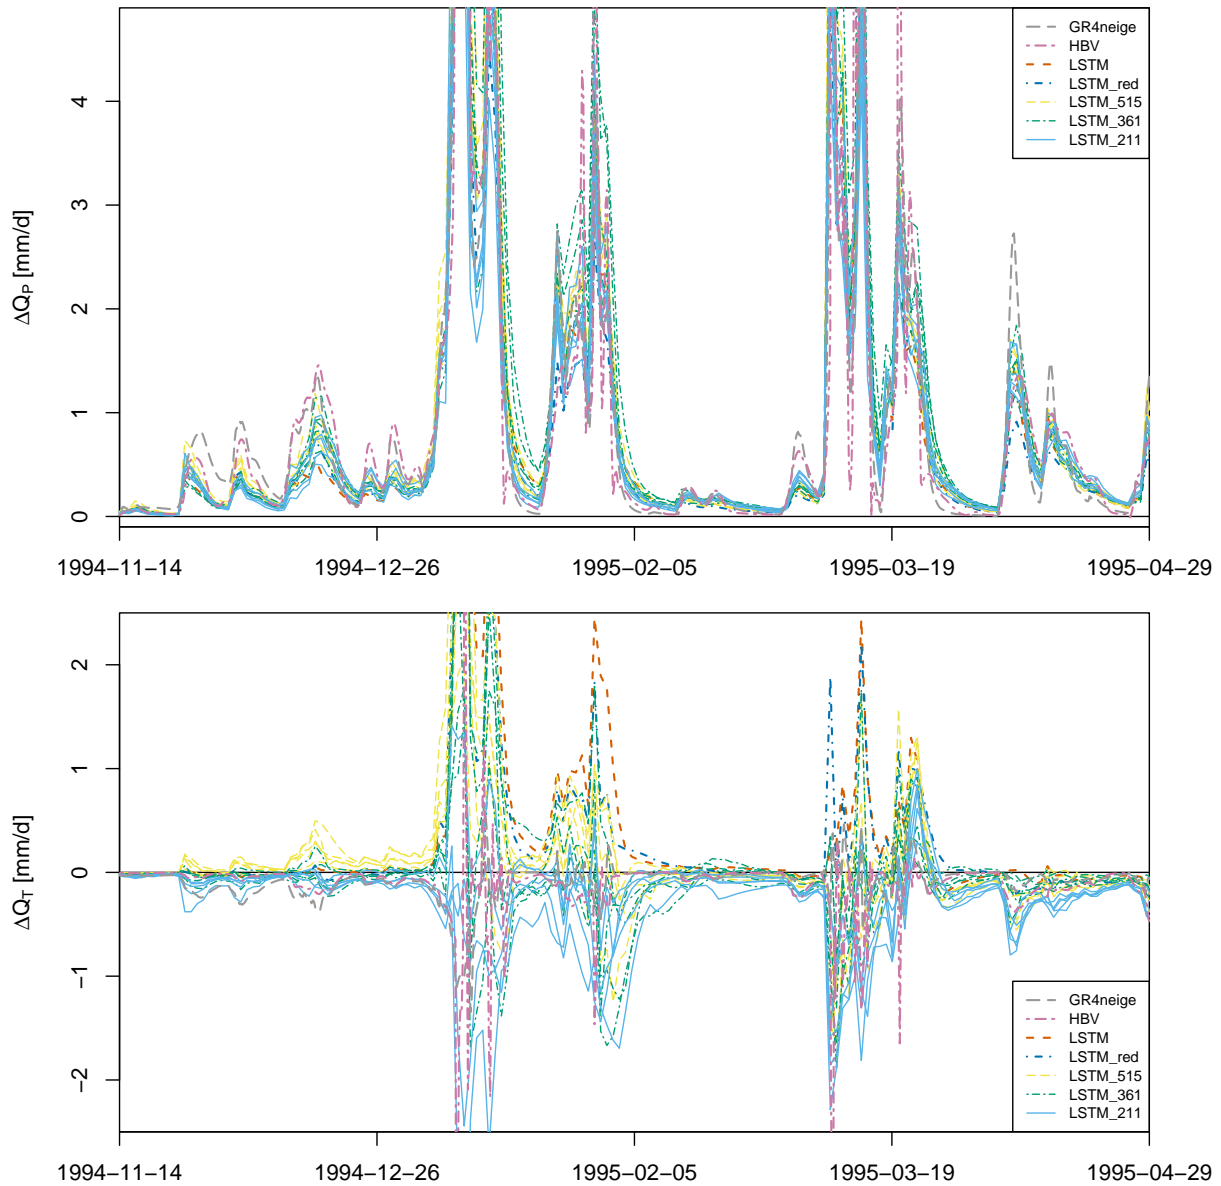 ΔQP [mm/d]
4
3
2
1
0
GR4neige
HBV
LSTM
LSTM_red
LSTM_515
LSTM_361
LSTM_211
1994−11−14 1994−12−26 1995−02−05 1995−03−19 1995−04−29
ΔQT [mm/d]
2
1
0
−1
−2
GR4neige
HBV
LSTM
LSTM_red
LSTM_515
LSTM_361
LSTM_211
1994−11−14 1994−12−26 1995−02−05 1995−03−19 1995−04−29